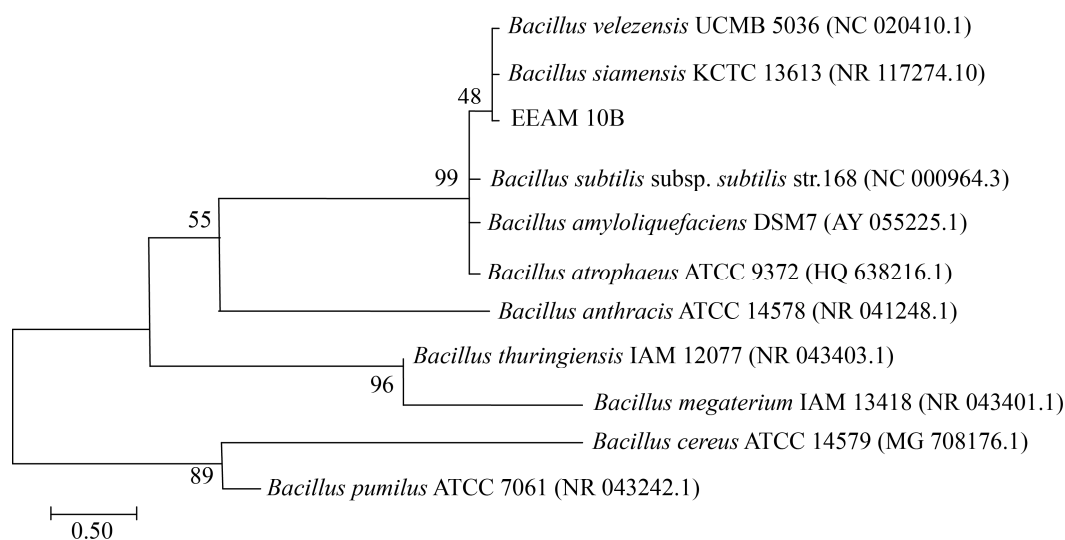 Bacillus velezensis UCMB 5036 (NC 020410.1)
Bacillus siamensis KCTC 13613 (NR 117274.10)
48
EEAM 10B
99
Bacillus subtilis subsp. subtilis str.168 (NC 000964.3)
55
Bacillus amyloliquefaciens DSM7 (AY 055225.1)
Bacillus atrophaeus ATCC 9372 (HQ 638216.1)
Bacillus anthracis ATCC 14578 (NR 041248.1)
Bacillus thuringiensis IAM 12077 (NR 043403.1)
96
Bacillus megaterium IAM 13418 (NR 043401.1)
Bacillus cereus ATCC 14579 (MG 708176.1)
89
Bacillus pumilus ATCC 7061 (NR 043242.1)
0.50